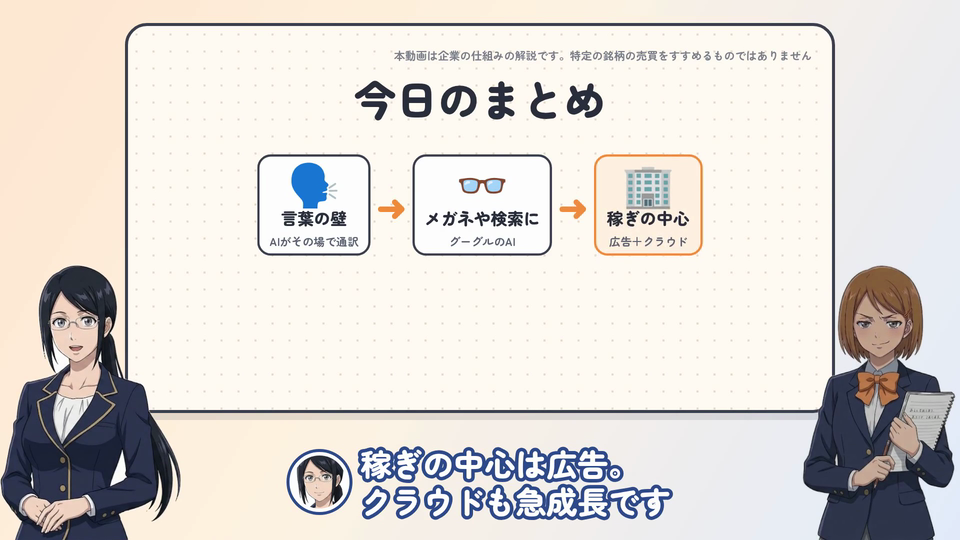 本動画は企業の仕組みの解説です。特定の銘柄の売買をすすめるものではありません
今日のまとめ
言葉の壁
AIがその場で通訳
メガネや検索に
グーグルのAI
稼ぎの中心
広告＋クラウド
稼ぎの中心は広告。
クラウドも急成長です